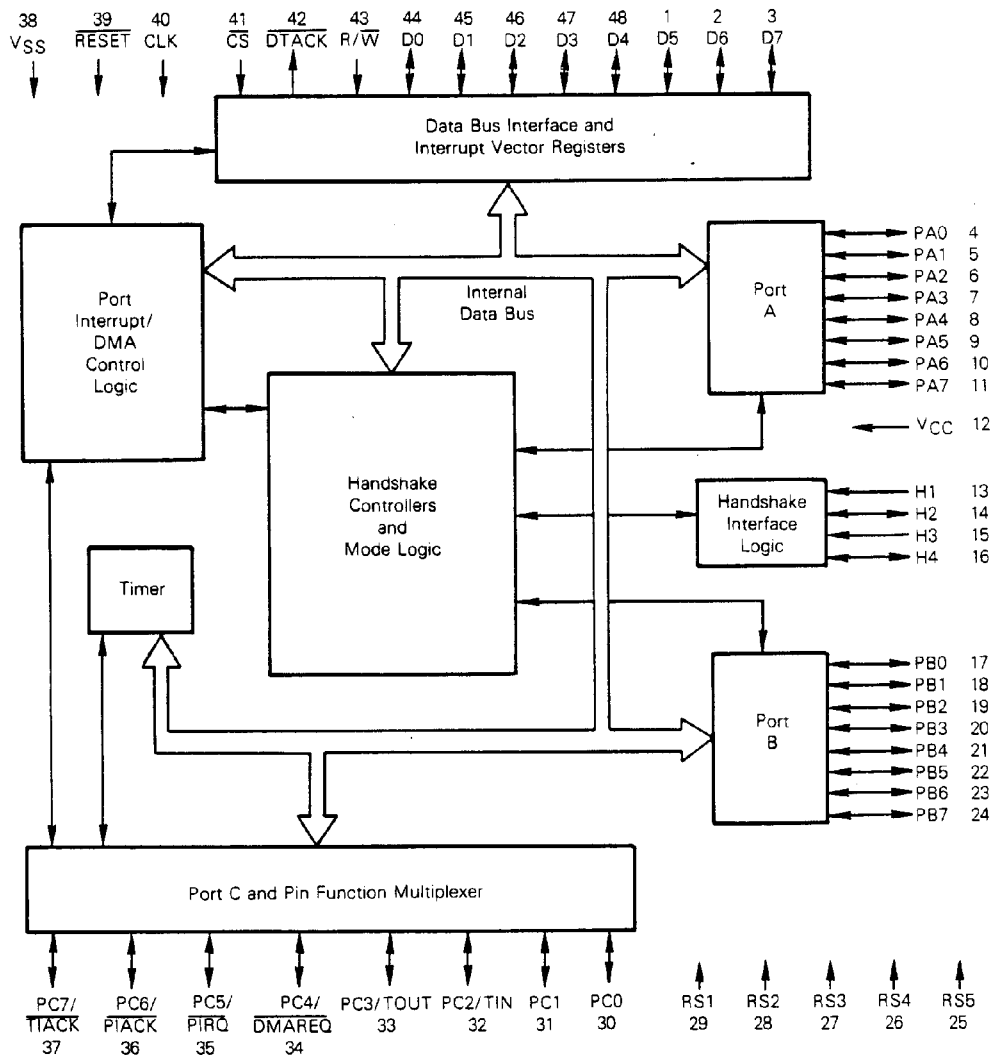 38 39 40 41 42 43 44 45 46 47 48 1 2 3
VSS RESET CLK CS DTACK R/W D0 D1 D2 D3 D4 D5 D6 D7
Data Bus Interface and
Interrupt Vector Registers
Port
Interrupt/
DMA
Control
Logic
Internal
Data Bus
Port
A
PA0 4
PA1 5
PA2 6
PA3 7
PA4 8
PA5 9
PA6 10
PA7 11
VCC 12
Handshake
Controllers
and
Mode Logic
Handshake
Interface
Logic
H1 13
H2 14
H3 15
H4 16
Timer
Port
B
PB0 17
PB1 18
PB2 19
PB3 20
PB4 21
PB5 22
PB6 23
PB7 24
Port C and Pin Function Multiplexer
PC7/ PC6/ PC5/ PC4/ PC3/TOUT PC2/TIN PC1 PC0 RS1 RS2 RS3 RS4 RS5
TIACK PIACK PIRQ DMAREQ 33 32 31 30 29 28 27 26 25
37 36 35 34